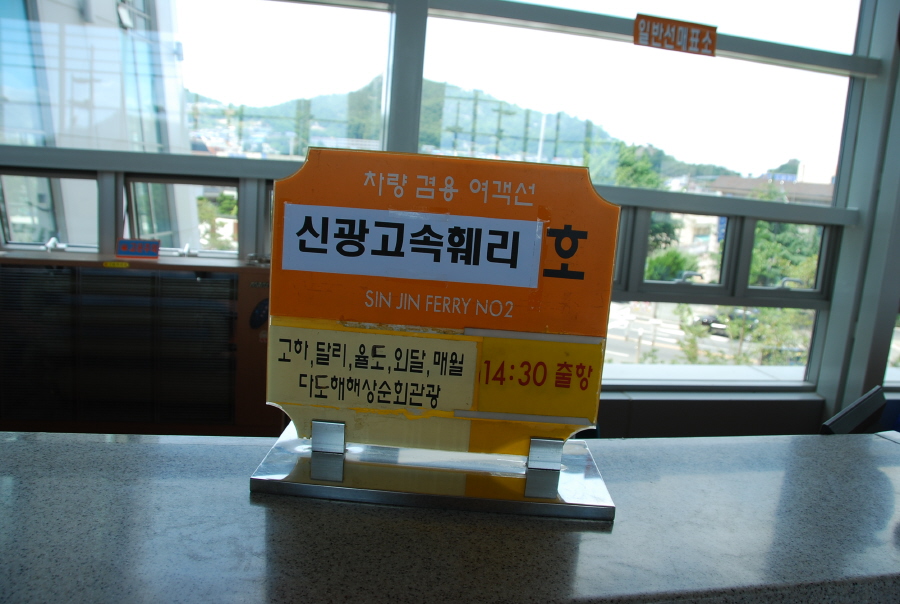 일반선매표소
차량 겸용 여객선
신광고속훼리 호
SIN JIN FERRY NO2
고하,달리,율도,외달,매월
다도해해상순회관광
14:30 출항